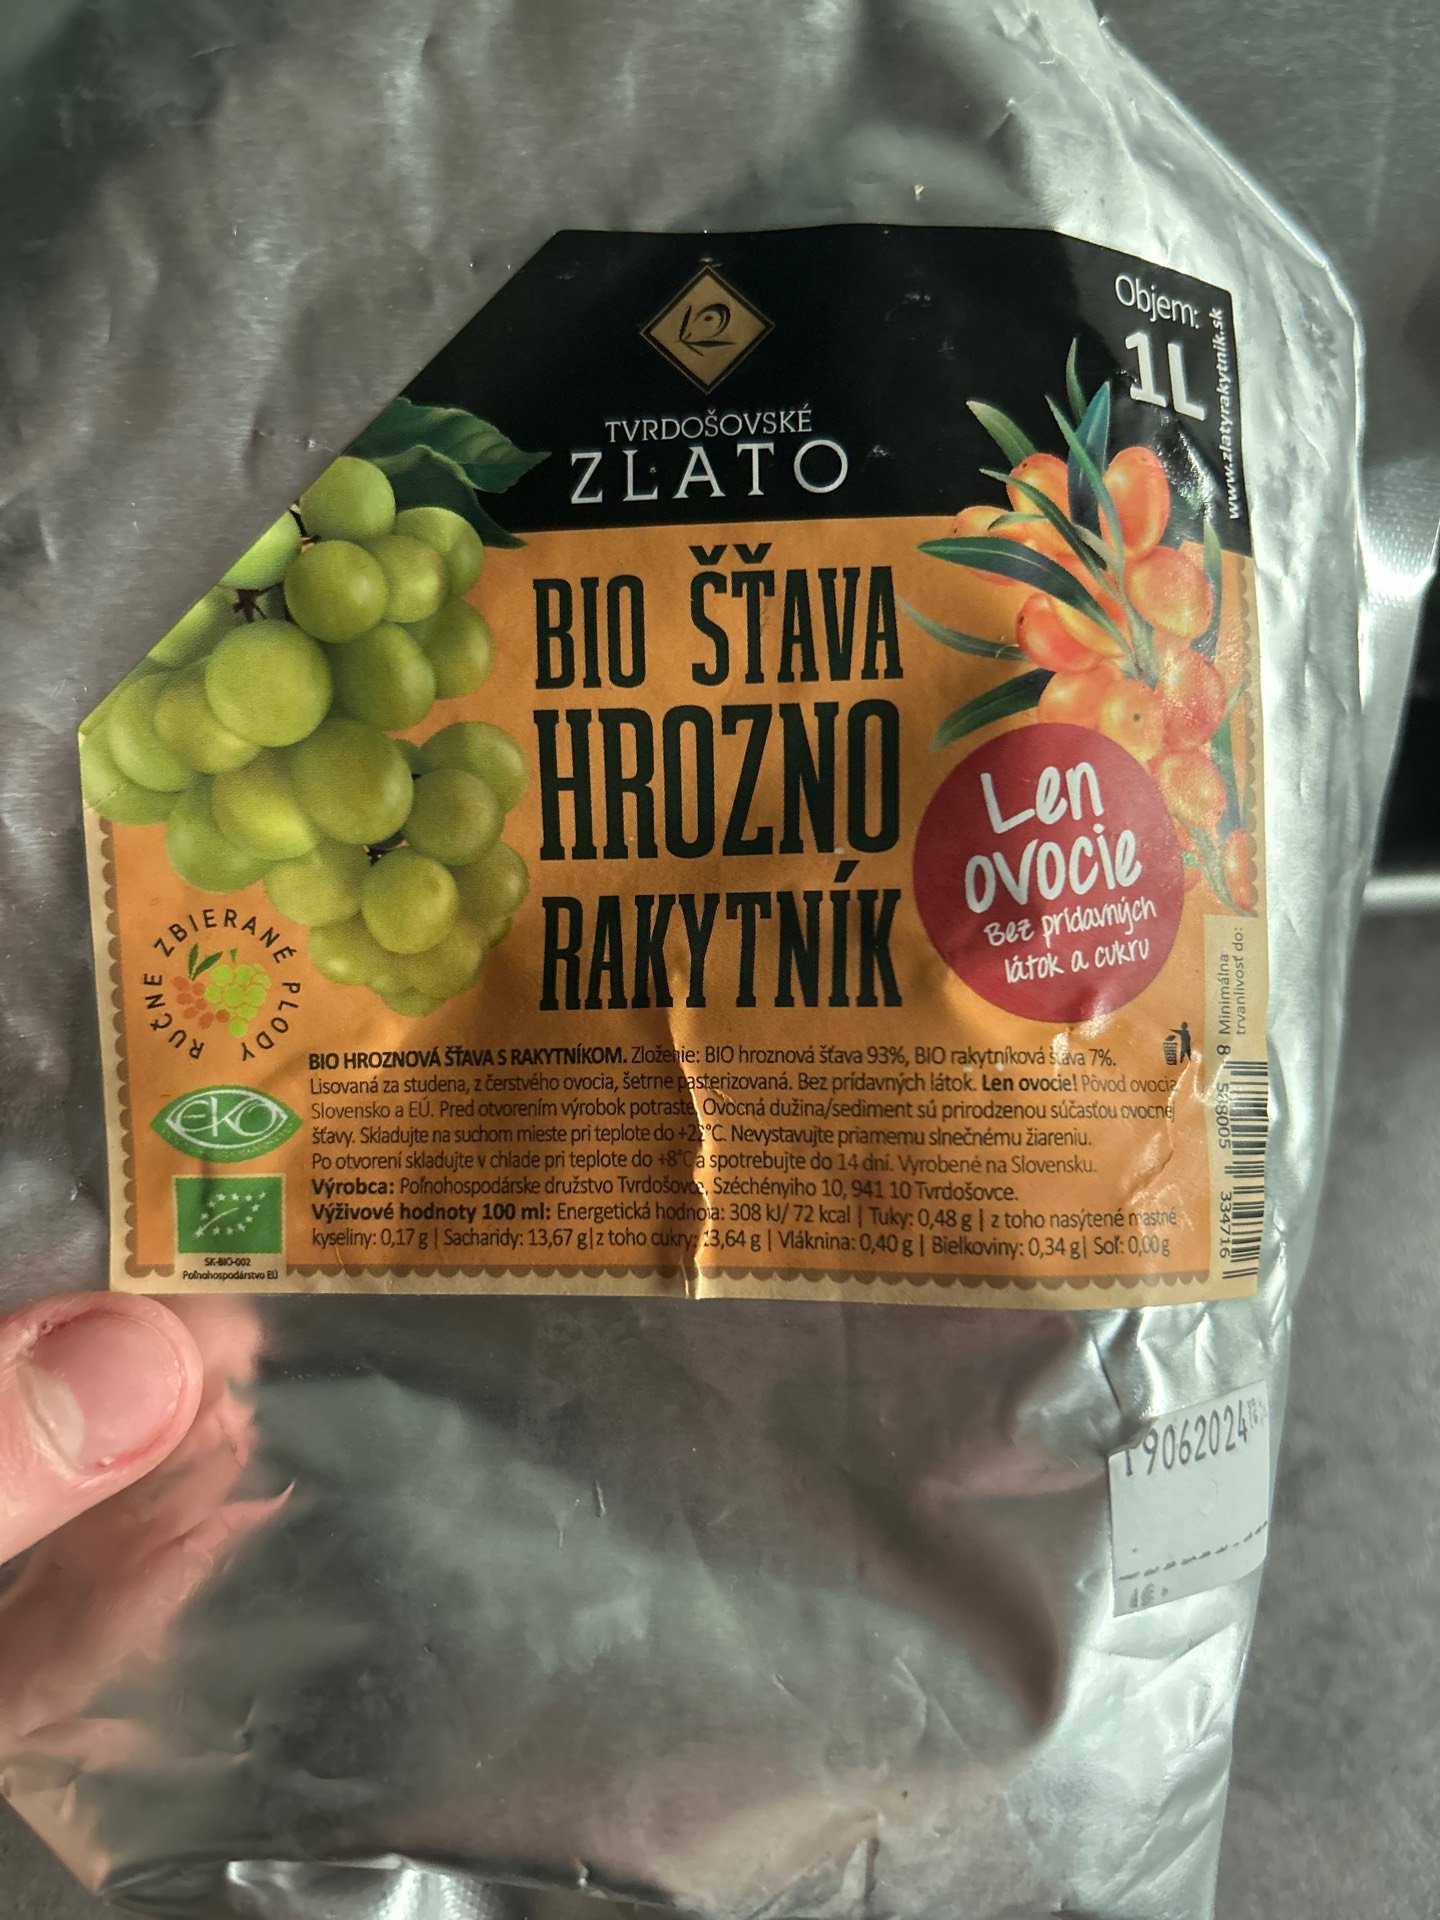 TVRDOŠOVSKÉ
ZLATO
Objem:
1L
www.zlatyrakytnik.sk
BIO ŠŤAVA
HROZNO
RAKYTNÍK
Len
ovocie
Bez prídavných
látok a cukru
RUČNE ZBIERANÉ PLODY
BIO HROZNOVÁ ŠŤAVA S RAKYTNÍKOM. Zloženie: BIO hroznová šťava 93%, BIO rakytníková šťava 7%.
Lisovaná za studena, z čerstvého ovocia, šetrne pasterizovaná. Bez prídavných látok. Len ovocie! Pôvod ovocia
Slovensko a EÚ. Pred otvorením výrobok potraste. Ovocná dužina/sediment sú prirodzenou súčasťou ovocnej
šťavy. Skladujte na suchom mieste pri teplote do +22°C. Nevystavujte priamemu slnečnému žiareniu.
Po otvorení skladujte v chlade pri teplote do +8°C a spotrebujte do 14 dní. Vyrobené na Slovensku.
Výrobca: Poľnohospodárske družstvo Tvrdošovce, Széchényiho 10, 941 10 Tvrdošovce.
Výživové hodnoty 100 ml: Energetická hodnota: 308 kJ/ 72 kcal | Tuky: 0,48 g | z toho nasýtené mastné
kyseliny: 0,17 g | Sacharidy: 13,67 g|z toho cukry: 13,64 g | Vláknina: 0,40 g | Bielkoviny: 0,34 g| Soľ: 0,00 g
EKO
SK-BIO-002
Poľnohospodárstvo EÚ
Minimálna
trvanlivosť do:
8 588005 334716
19062024